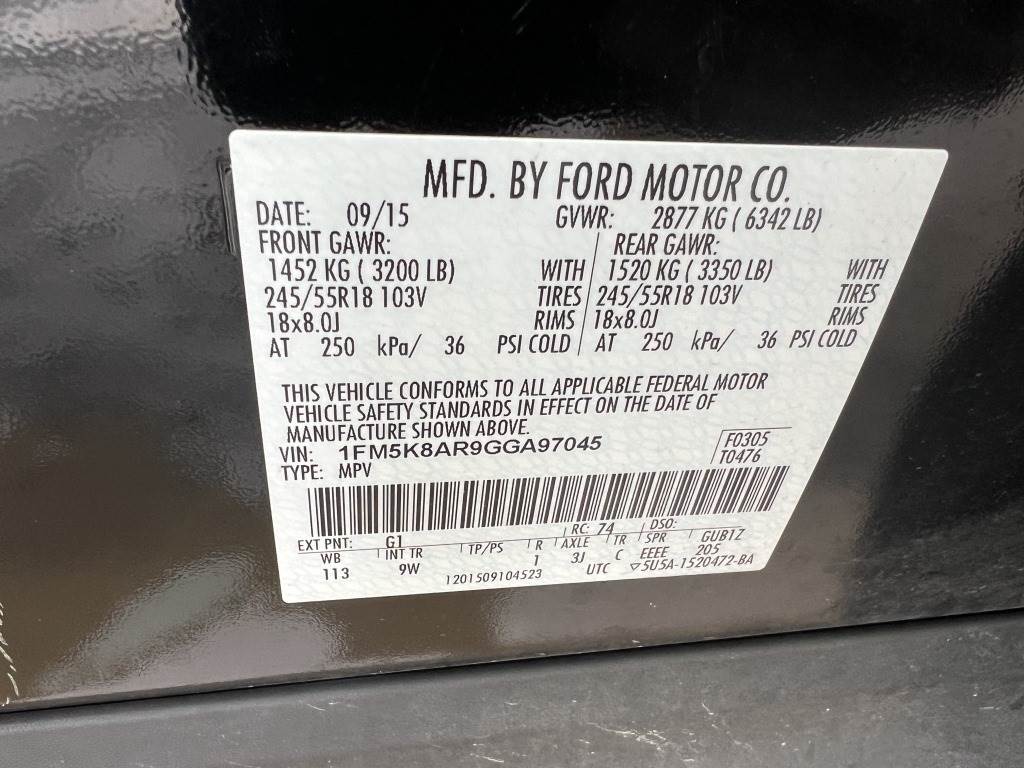 MFD. BY FORD MOTOR CO.
DATE: 09/15 GVWR: 2877 KG ( 6342 LB)
FRONT GAWR: REAR GAWR:
1452 KG ( 3200 LB) WITH 1520 KG ( 3350 LB) WITH
245/55R18 103V TIRES 245/55R18 103V TIRES
18x8.0J RIMS 18x8.0J RIMS
AT 250 kPa/ 36 PSI COLD AT 250 kPa/ 36 PSI COLD
THIS VEHICLE CONFORMS TO ALL APPLICABLE FEDERAL MOTOR
VEHICLE SAFETY STANDARDS IN EFFECT ON THE DATE OF
MANUFACTURE SHOWN ABOVE.
VIN: 1FM5K8AR9GGA97045 F0305
TYPE: MPV T0476
EXT PNT: G1 RC: 74 DSO:
WB INT TR TP/PS R AXLE TR SPR GUB1Z
113 9W 1 3J C EEEE 205
1201509104523 UTC ▽5U5A-1520472-BA